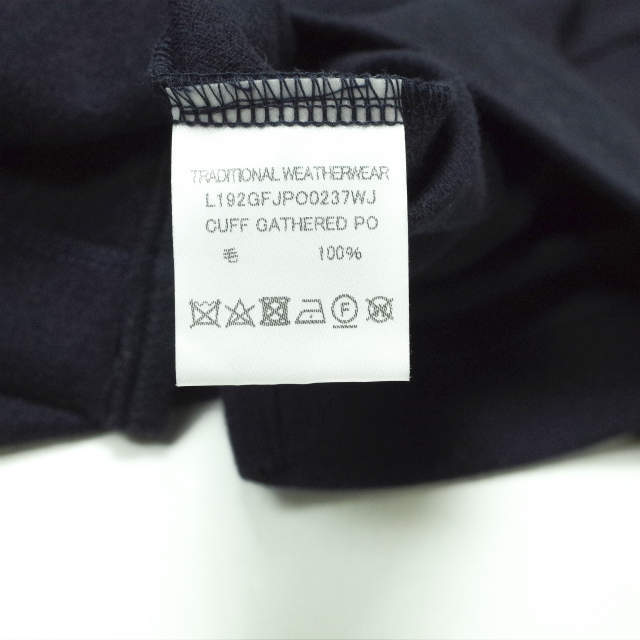 TRADITIONAL WEATHERWEAR
L192GFJPO0237WJ
CUFF GATHERED PO
毛 100%
F
W